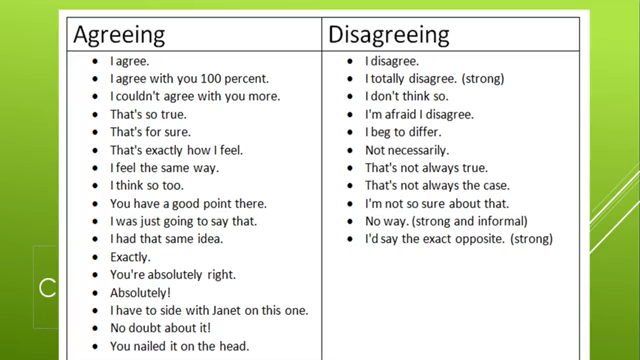 Agreeing
I agree.
I agree with you 100 percent.
I couldn't agree with you more.
That's so true.
That's for sure.
That's exactly how I feel.
I feel the same way.
I think so too.
You have a good point there.
I was just going to say that.
I had that same idea.
Exactly.
You're absolutely right.
Absolutely!
I have to side with Janet on this one.
No doubt about it!
You nailed it on the head.
Disagreeing
I disagree.
I totally disagree. (strong)
I don't think so.
I'm afraid I disagree.
I beg to differ.
Not necessarily.
That's not always true.
That's not always the case.
I'm not so sure about that.
No way. (strong and informal)
I'd say the exact opposite. (strong)
C